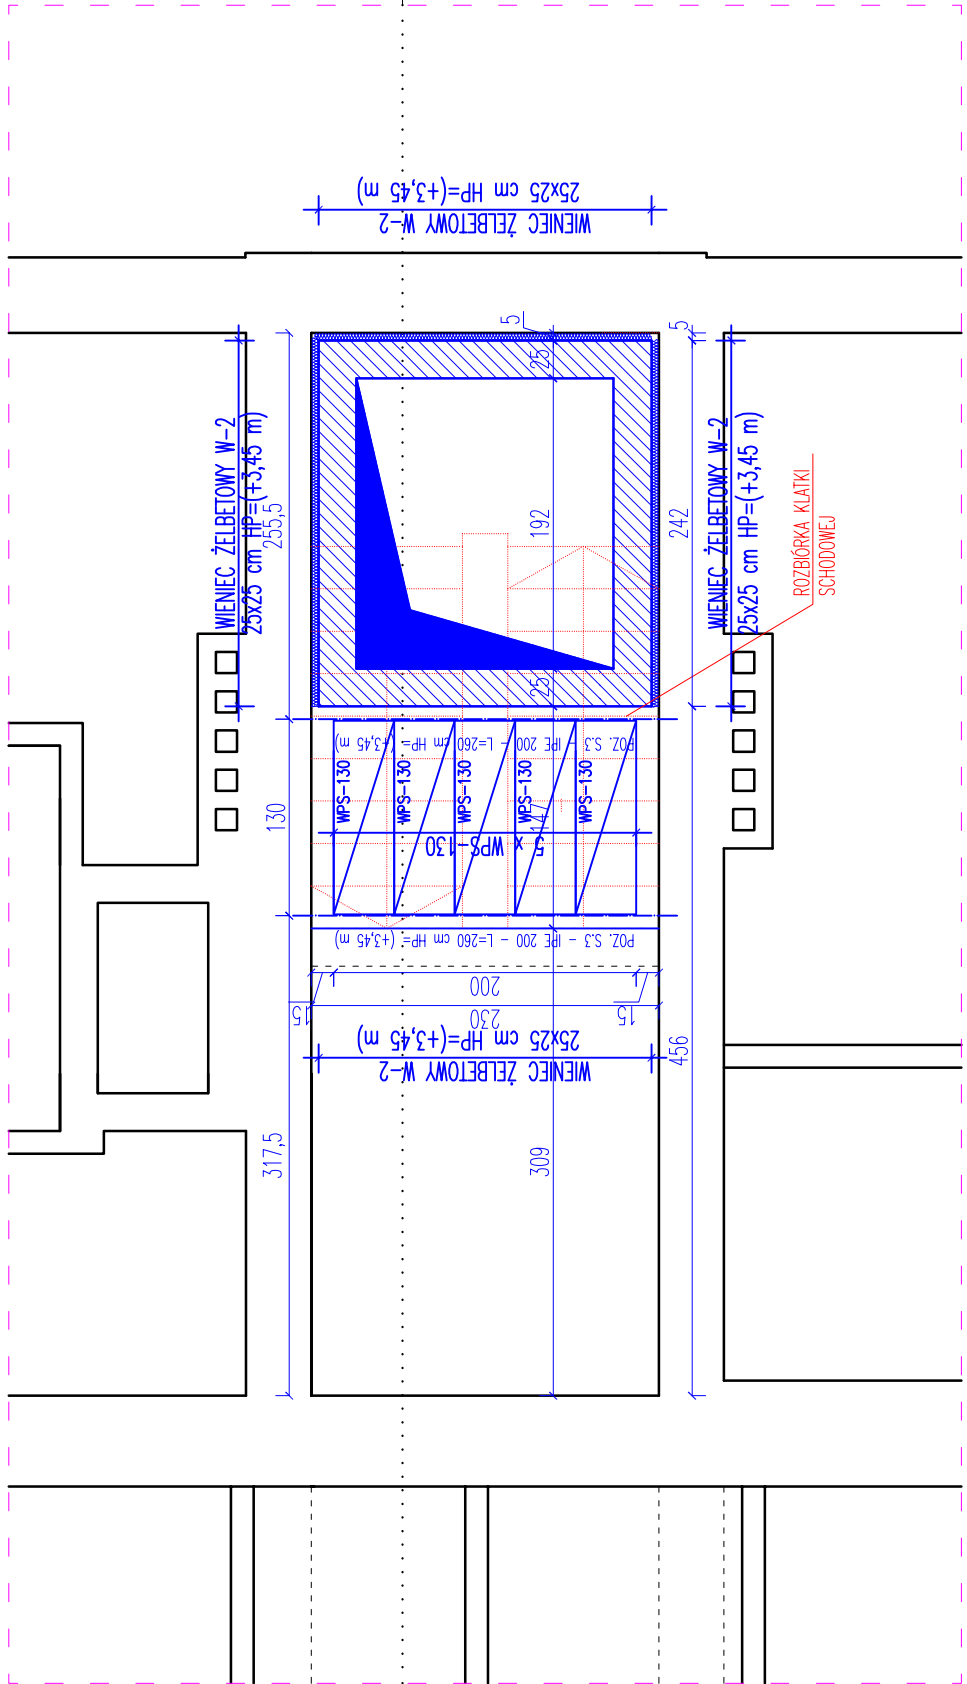 25x25 cm HP=(+3,45 m)
WIENIEC ŻELBETOWY W-2
5
5
25
WIENIEC ŻELBETOWY W-2
25x25 cm HP=(+3,45 m)
255,5
192
242
WIENIEC ŻELBETOWY W-2
25x25 cm HP=(+3,45 m)
ROZBIÓRKA KLATKI
SCHODOWEJ
25
POZ. S.3 - IPE 200 - L=260 cm HP= (+3,45 m)
WPS-130
WPS-130
WPS-130
WPS-130
WPS-130
130
147
5 x WPS-130
POZ. S.3 - IPE 200 - L=260 cm HP= (+3,45 m)
200
15
15
230
25x25 cm HP=(+3,45 m)
WIENIEC ŻELBETOWY W-2
456
317,5
309